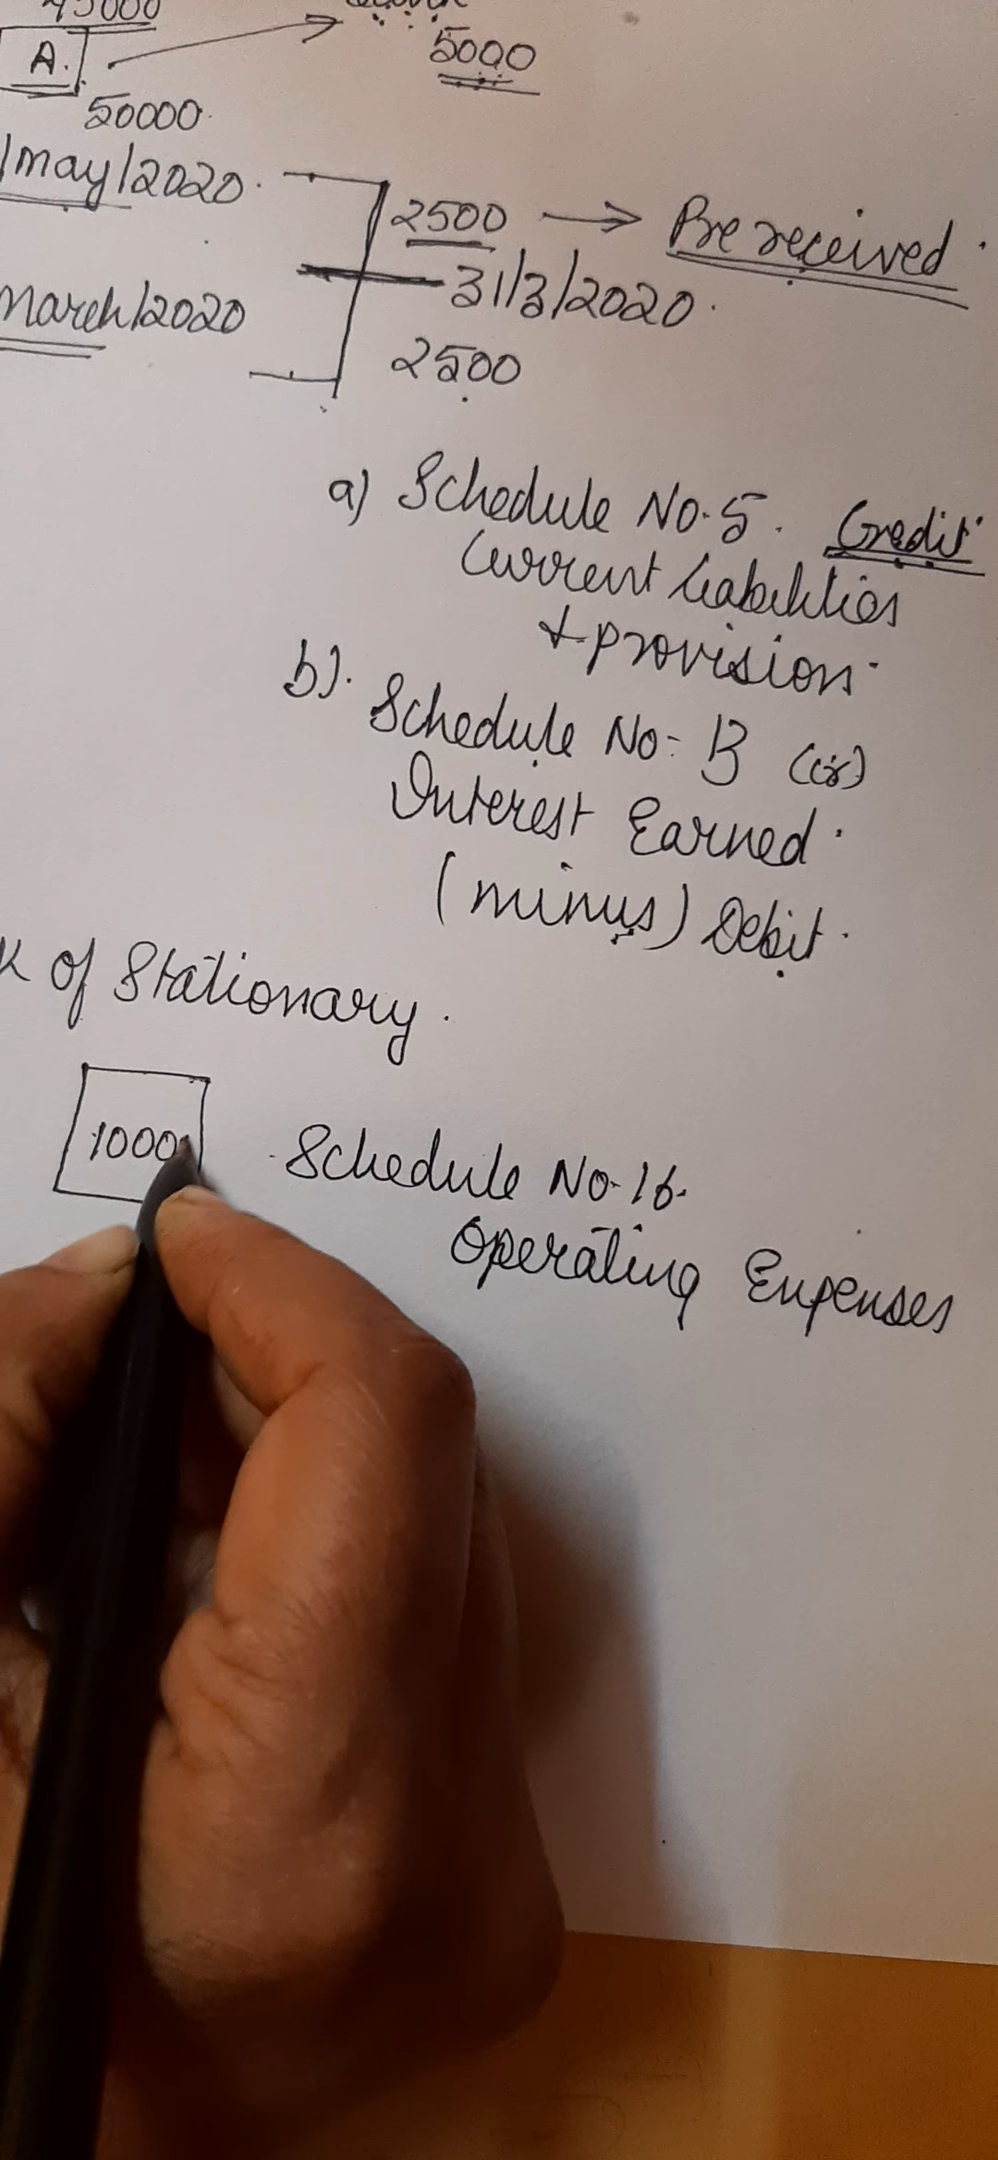 45000
A.
5000
50000
1may/2020
2500 → Pre received
31/3/2020
March/2020
2500
a) Schedule No. 5. Credit
Current liabilities
+ provision
b). Schedule No- 13 (or)
Interest Earned
(minus) Debit.
k of Stationary.
1000
Schedule No. 16.
Operating Expenses